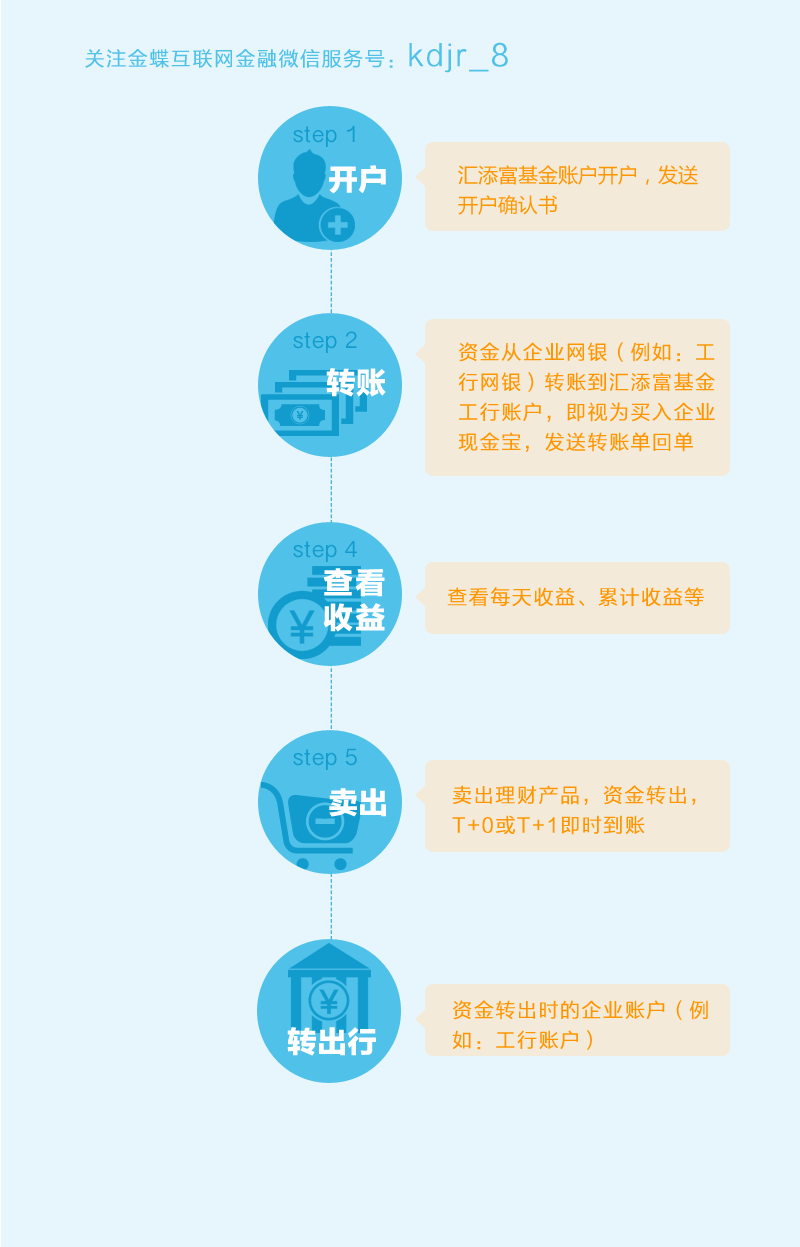 关注金蝶互联网金融微信服务号：kdjr_8
step 1
开户
汇添富基金账户开户，发送
开户确认书
step 2
转账
资金从企业网银（例如：工
行网银）转账到汇添富基金
工行账户，即视为买入企业
现金宝，发送转账单回单
step 4
查看
收益
查看每天收益、累计收益等
step 5
卖出
卖出理财产品，资金转出，
T+0或T+1即时到账
转出行
资金转出时的企业账户（例
如：工行账户）